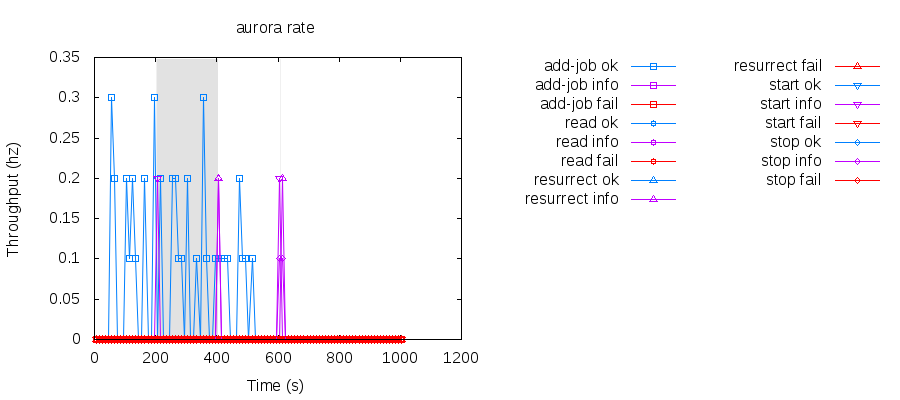 aurora rate
0.35
0.3
0.25
0.2
0.15
0.1
0.05
0
Throughput (hz)
0 200 400 600 800 1000 1200
Time (s)
add-job ok
add-job info
add-job fail
read ok
read info
read fail
resurrect ok
resurrect info
resurrect fail
start ok
start info
start fail
stop ok
stop info
stop fail